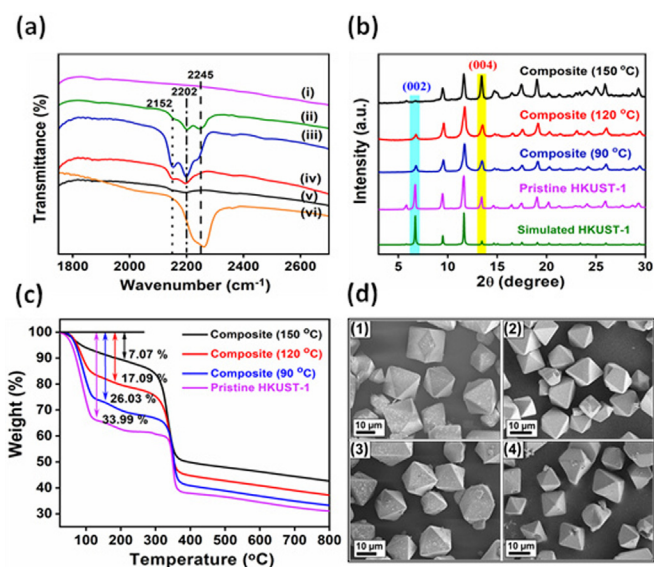 (a)
2245
2202
2152
(i)
(ii)
(iii)
(iv)
(v)
(vi)
Transmittance (%)
1750 2000 2200 2400 2600
Wavenumber (cm-1)
(b)
(002)
(004)
Composite (150 °C)
Composite (120 °C)
Composite (90 °C)
Pristine HKUST-1
Simulated HKUST-1
Intensity (a.u.)
5 10 15 20 25 30
2θ (degree)
(c)
100
90
80
70
60
50
40
30
Composite (150 °C)
Composite (120 °C)
Composite (90 °C)
Pristine HKUST-1
7.07 %
17.09 %
26.03 %
33.99 %
Weight (%)
100 200 300 400 500 600 700 800
Temperature (oC)
(d)
(1)
10 μm
(2)
10 μm
(3)
10 μm
(4)
10 μm